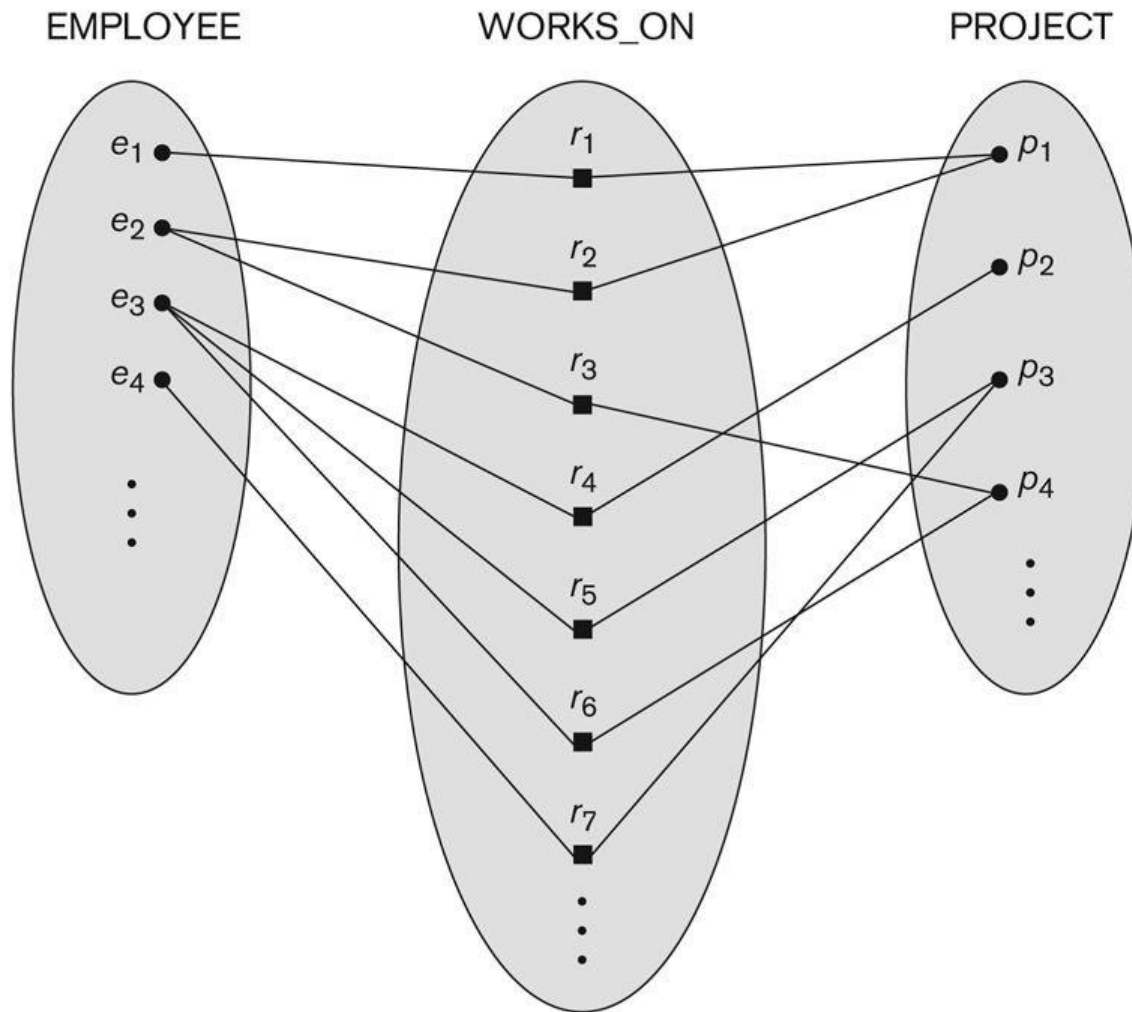 EMPLOYEE WORKS_ON PROJECT
e1 r1 p1
e2 r2 p2
e3 r3 p3
e4 r4 p4
r5
r6
r7